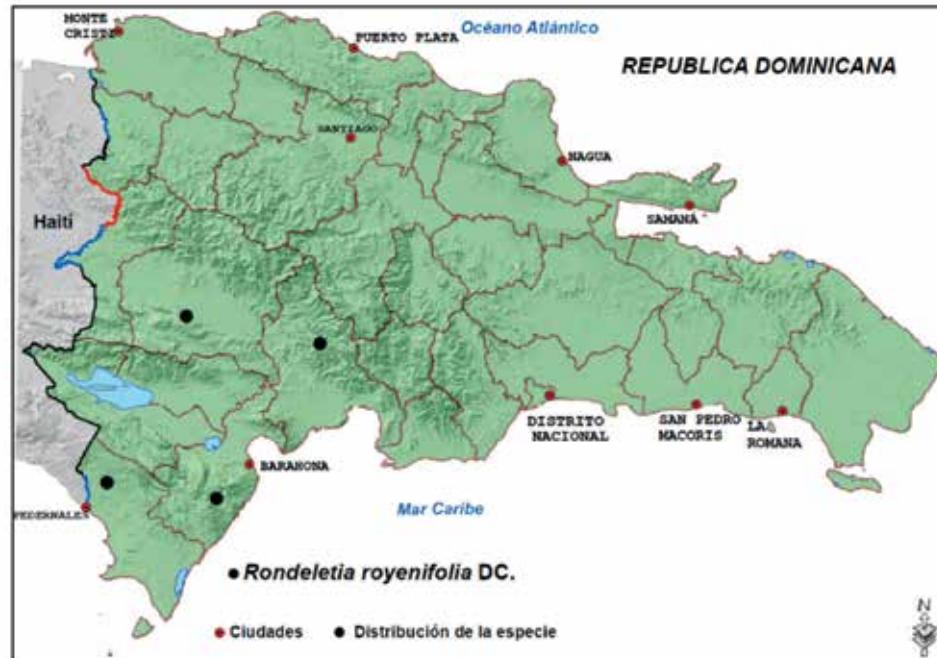 MONTE
CRISTI
PUERTO PLATA
Océano Atlántico
REPUBLICA DOMINICANA
SANTIAGO
NAGUA
SAMANÁ
Haití
DISTRITO
NACIONAL
SAN PEDRO
MACORIS
LA
ROMANA
BARAHONA
PEDERNALES
Mar Caribe
Rondeletia royenifolia DC.
Ciudades
Distribución de la especie
N